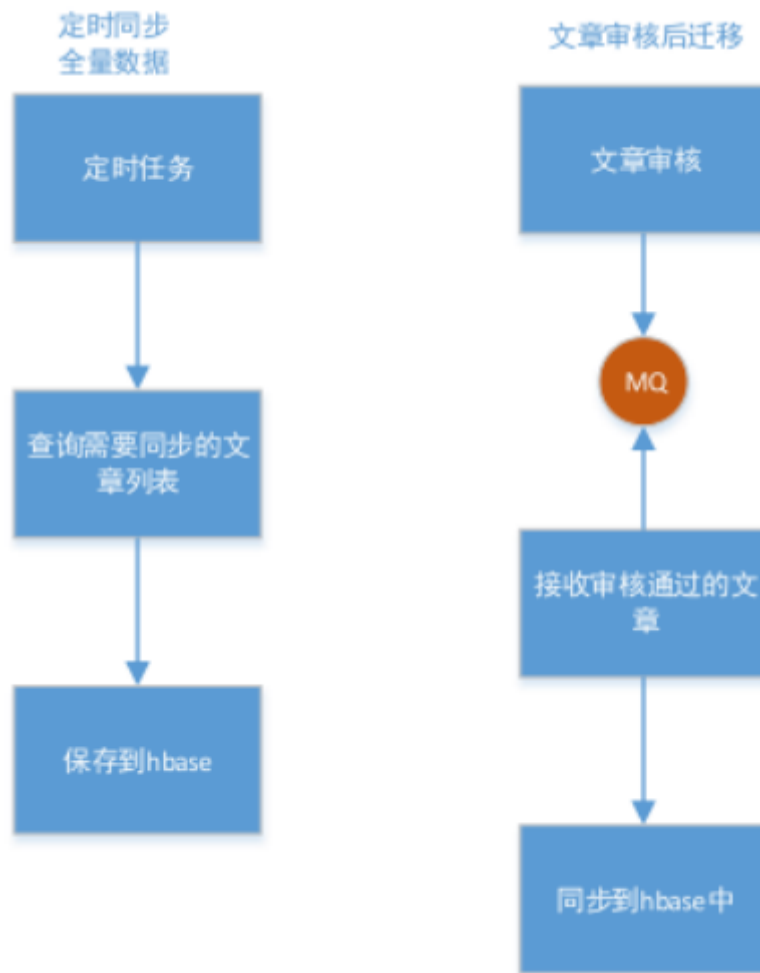 定时同步
全量数据
定时任务
查询需要同步的文
章列表
保存到hbase
文章审核后迁移
文章审核
MQ
接收审核通过的文
章
同步到hbase中